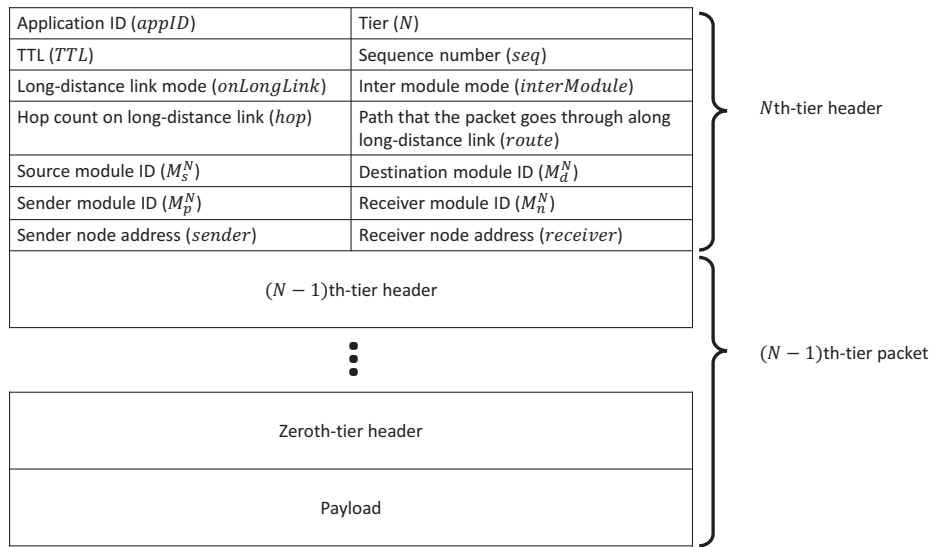 Application ID (appID)
Tier (N)
TTL (TTL)
Sequence number (seq)
Long-distance link mode (onLongLink)
Inter module mode (interModule)
Hop count on long-distance link (hop)
Path that the packet goes through along
long-distance link (route)
Source module ID (M_s^N)
Destination module ID (M_d^N)
Sender module ID (M_p^N)
Receiver module ID (M_n^N)
Sender node address (sender)
Receiver node address (receiver)
Nth-tier header
(N − 1)th-tier header
(N − 1)th-tier packet
Zeroth-tier header
Payload